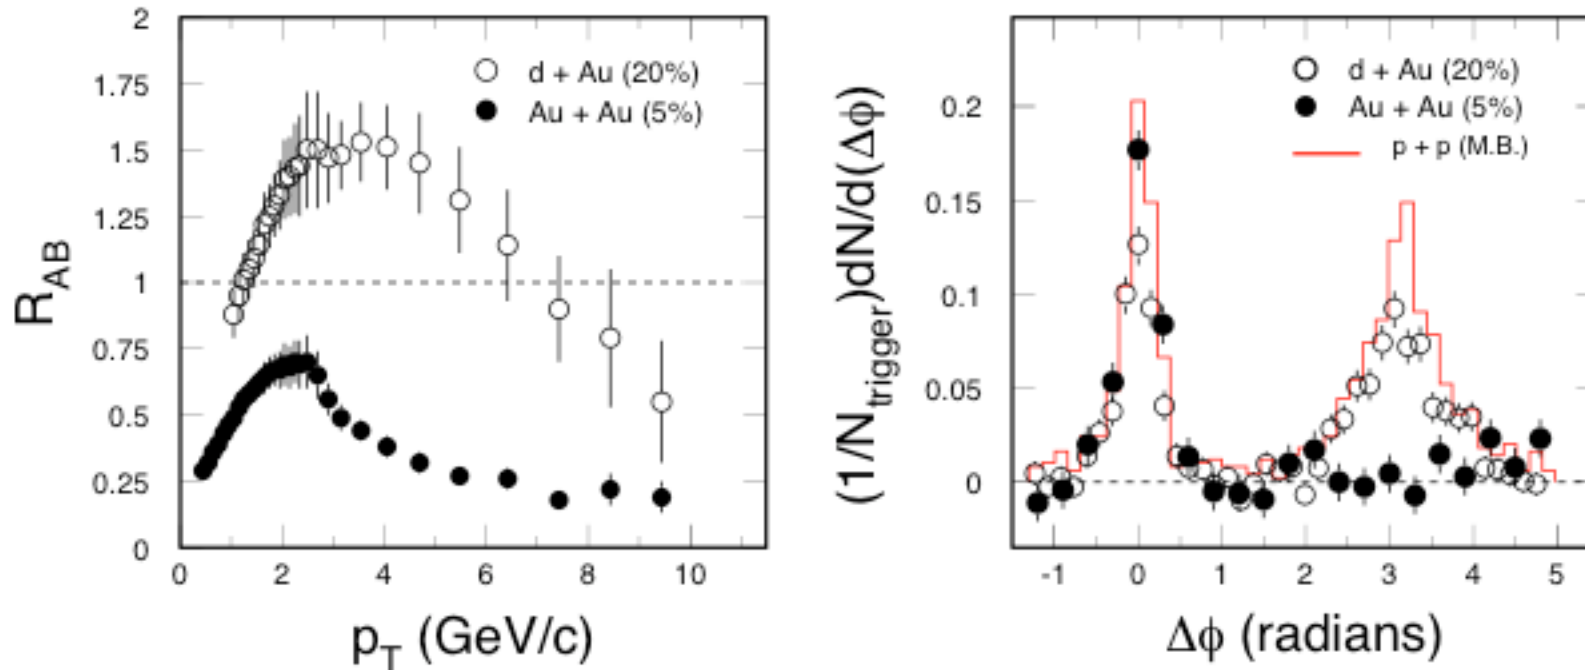 2
1.75
1.5
1.25
1
0.75
0.5
0.25
0
R_AB
d + Au (20%)
Au + Au (5%)
0 2 4 6 8 10
p_T (GeV/c)
(1/N_trigger)dN/d(Δϕ)
0.2
0.15
0.1
0.05
0
d + Au (20%)
Au + Au (5%)
p + p (M.B.)
-1 0 1 2 3 4 5
Δϕ (radians)